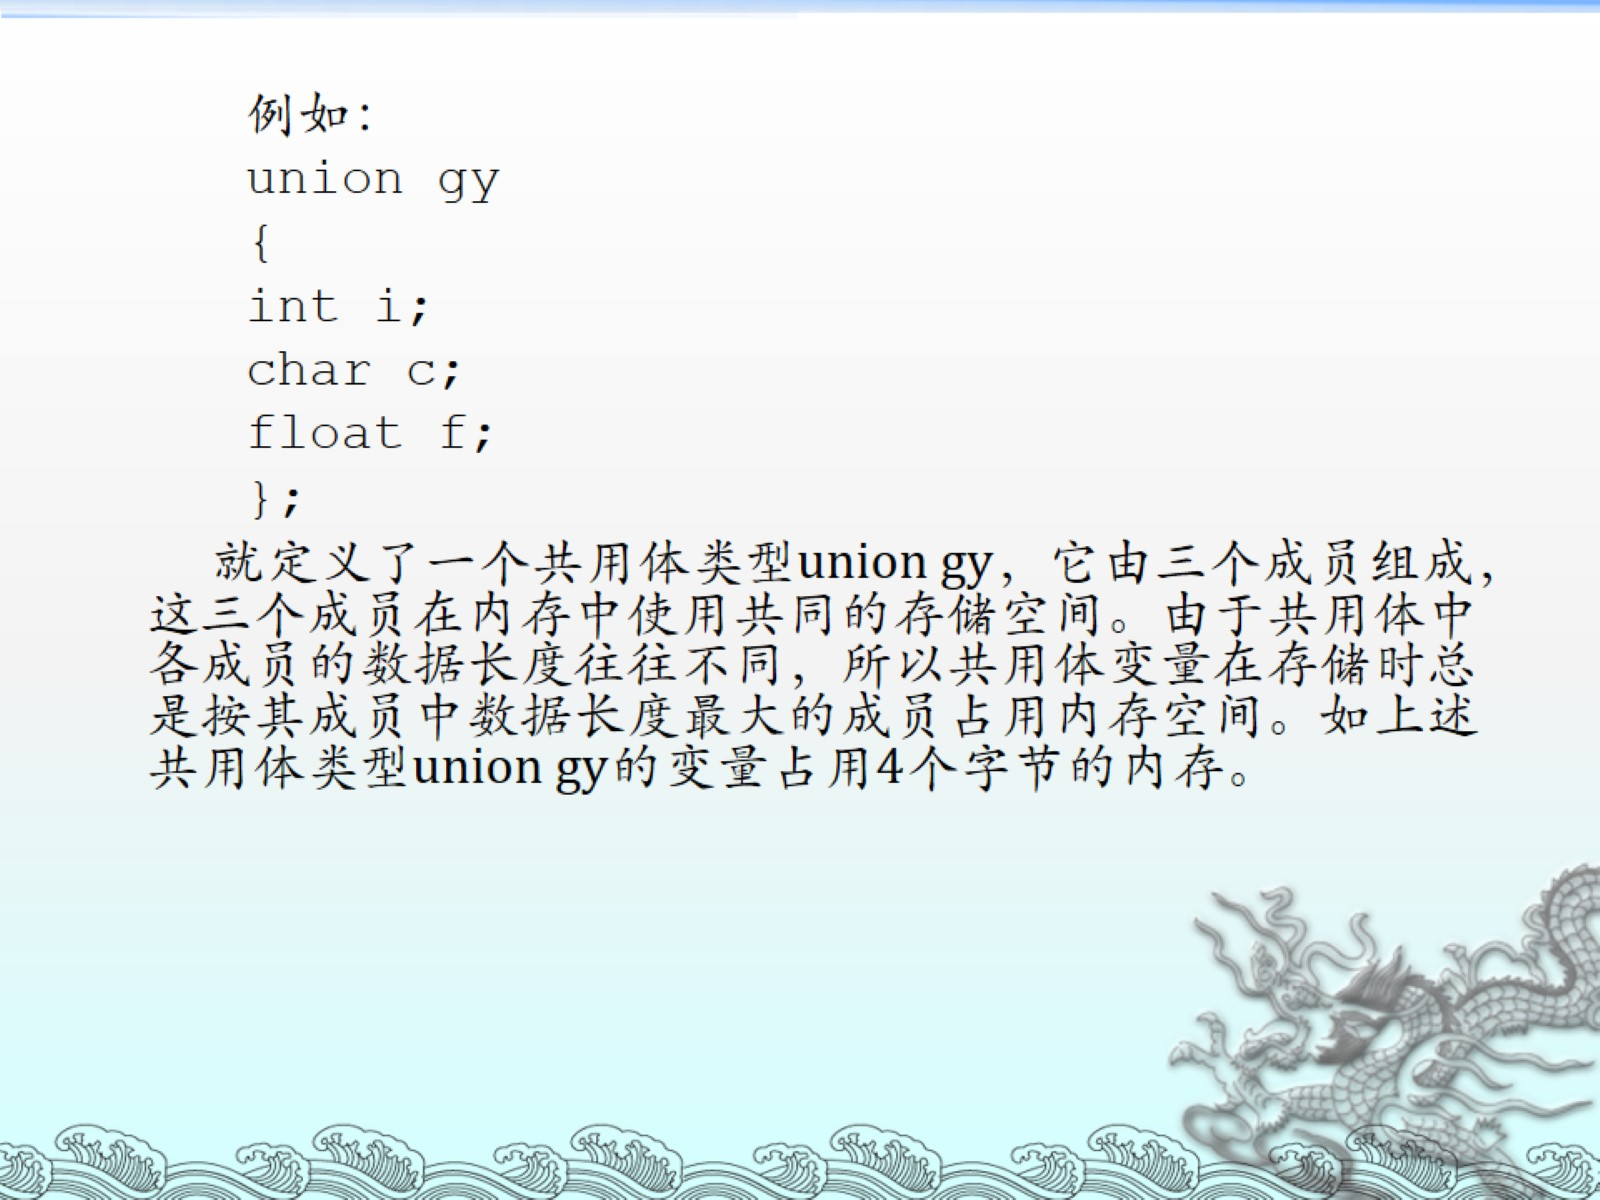 例如：
union gy
{
int i;
char c;
float f;
};
就定义了一个共用体类型union gy，它由三个成员组成，
这三个成员在内存中使用共同的存储空间。由于共用体中
各成员的数据长度往往不同，所以共用体变量在存储时总
是按其成员中数据长度最大的成员占用内存空间。如上述
共用体类型union gy的变量占用4个字节的内存。